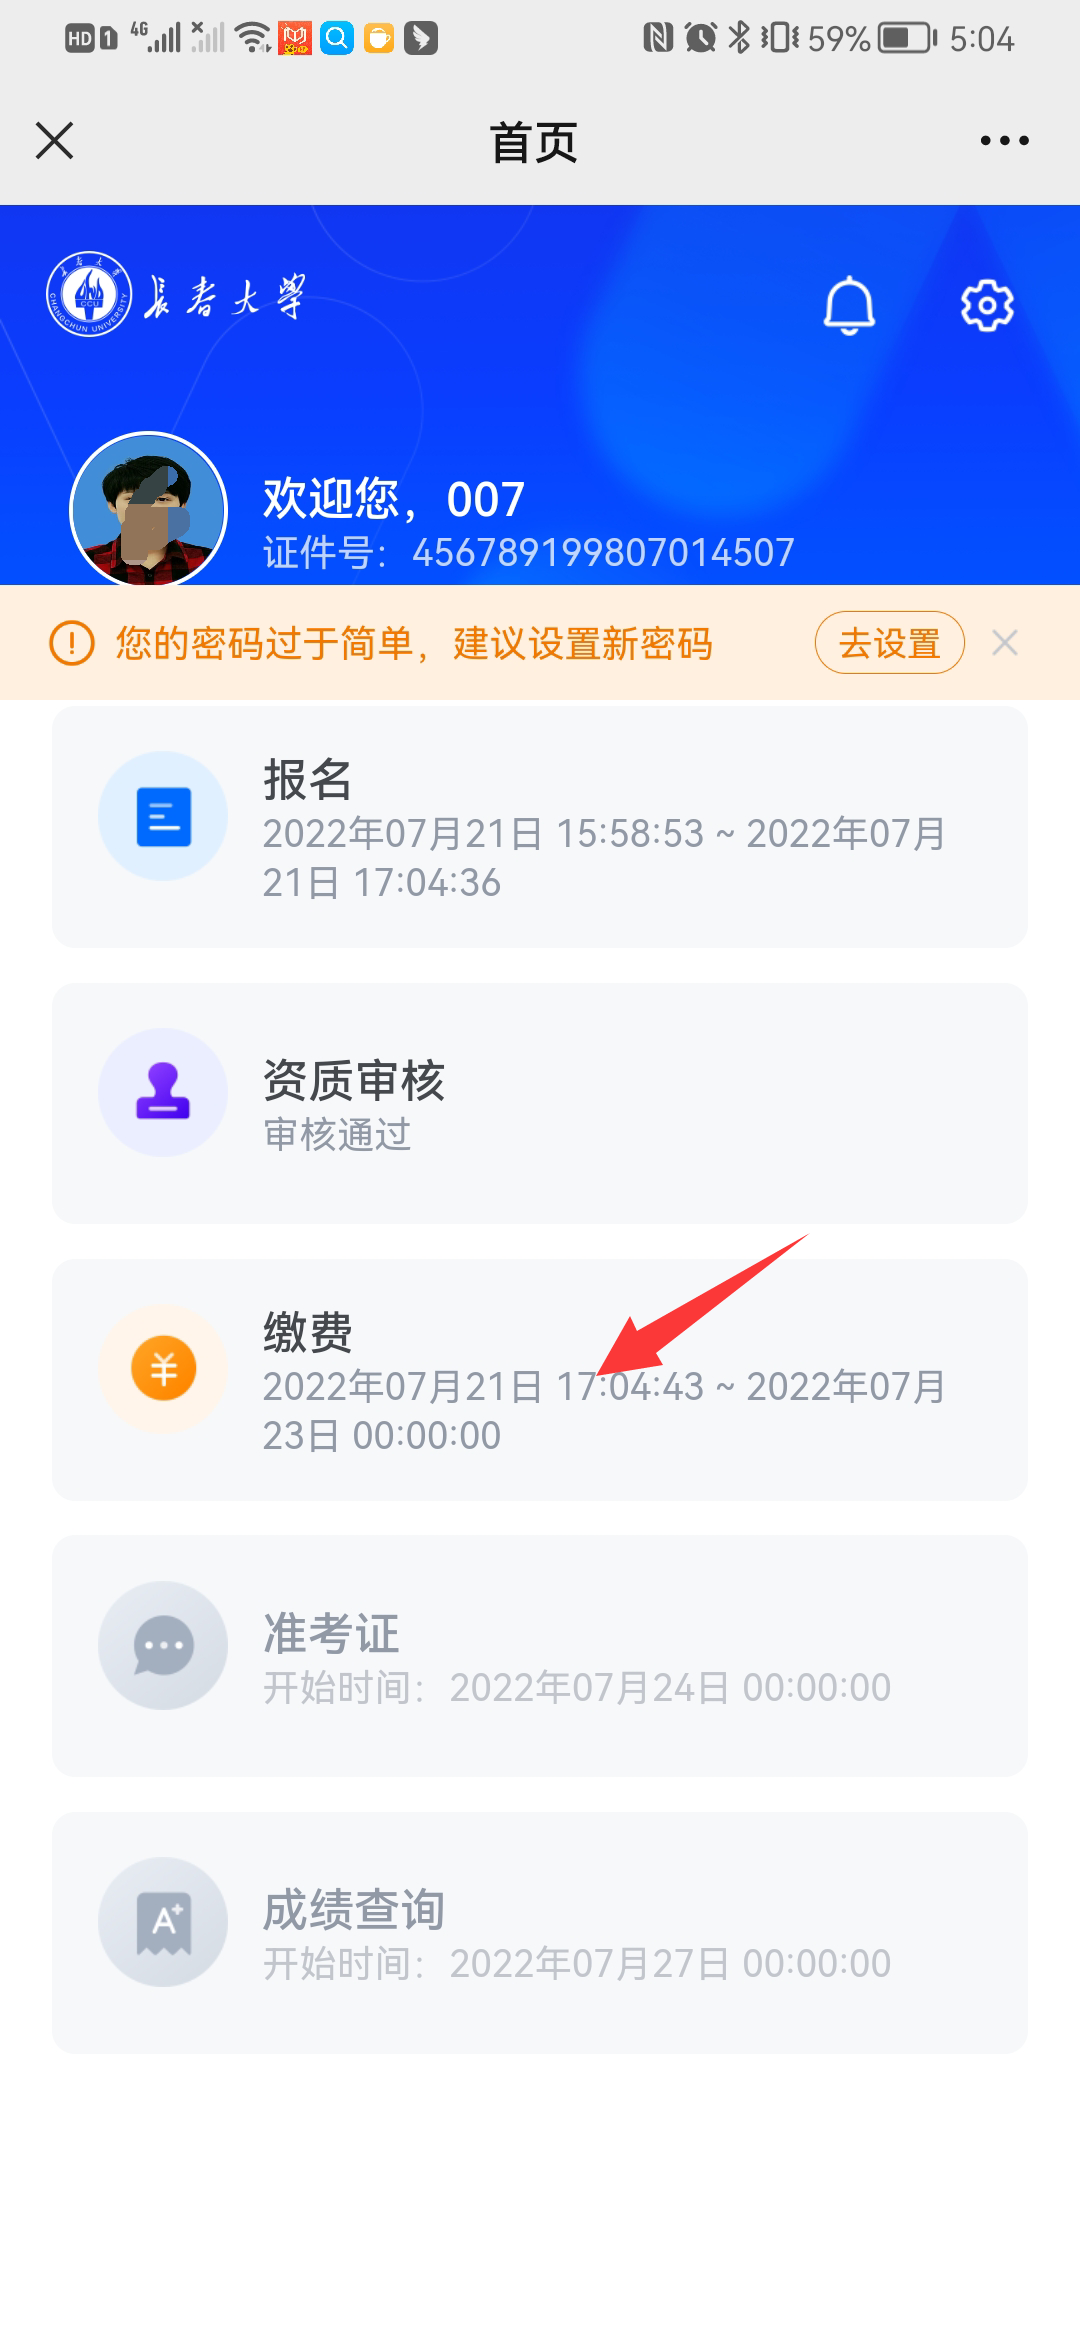 HD 1 4G 59% 5:04
首页
长春大学
CHANGCHUN UNIVERSITY
CCU
欢迎您，007
证件号：456789199807014507
您的密码过于简单，建议设置新密码 去设置
报名
2022年07月21日 15:58:53 ~ 2022年07月
21日 17:04:36
资质审核
审核通过
缴费
2022年07月21日 17:04:43 ~ 2022年07月
23日 00:00:00
准考证
开始时间：2022年07月24日 00:00:00
A+
成绩查询
开始时间：2022年07月27日 00:00:00